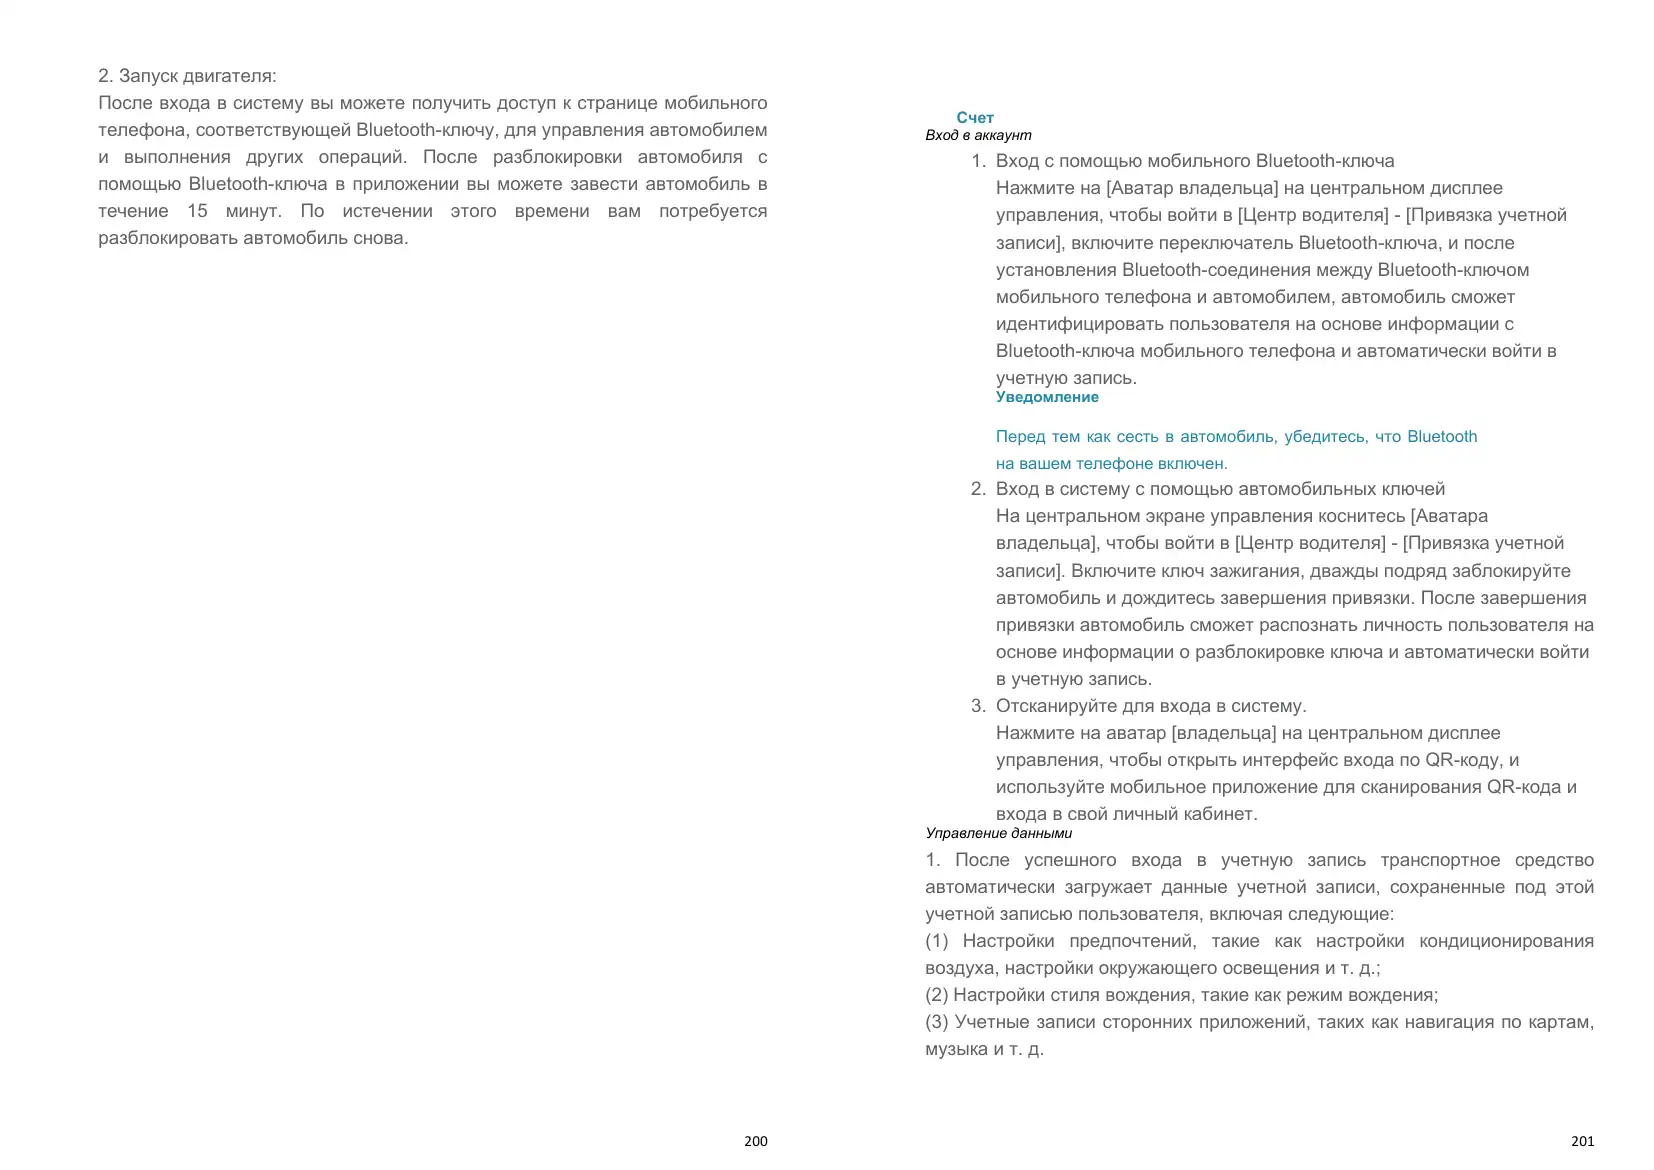 2. Запуск двигателя:
После входа в систему вы можете получить доступ к странице мобильного
телефона, соответствующей Bluetooth-ключу, для управления автомобилем
и выполнения других операций. После разблокировки автомобиля с
помощью Bluetooth-ключа в приложении вы можете завести автомобиль в
течение 15 минут. По истечении этого времени вам потребуется
разблокировать автомобиль снова.
200
Счет
Вход в аккаунт
1. Вход с помощью мобильного Bluetooth-ключа
Нажмите на [Аватар владельца] на центральном дисплее
управления, чтобы войти в [Центр водителя] - [Привязка учетной
записи], включите переключатель Bluetooth-ключа, и после
установления Bluetooth-соединения между Bluetooth-ключом
мобильного телефона и автомобилем, автомобиль сможет
идентифицировать пользователя на основе информации с
Bluetooth-ключа мобильного телефона и автоматически войти в
учетную запись.
Уведомление
Перед тем как сесть в автомобиль, убедитесь, что Bluetooth
на вашем телефоне включен.
2. Вход в систему с помощью автомобильных ключей
На центральном экране управления коснитесь [Аватара
владельца], чтобы войти в [Центр водителя] - [Привязка учетной
записи]. Включите ключ зажигания, дважды подряд заблокируйте
автомобиль и дождитесь завершения привязки. После завершения
привязки автомобиль сможет распознать личность пользователя на
основе информации о разблокировке ключа и автоматически войти
в учетную запись.
3. Отсканируйте для входа в систему.
Нажмите на аватар [владельца] на центральном дисплее
управления, чтобы открыть интерфейс входа по QR-коду, и
используйте мобильное приложение для сканирования QR-кода и
входа в свой личный кабинет.
Управление данными
1. После успешного входа в учетную запись транспортное средство
автоматически загружает данные учетной записи, сохраненные под этой
учетной записью пользователя, включая следующие:
(1) Настройки предпочтений, такие как настройки кондиционирования
воздуха, настройки окружающего освещения и т. д.;
(2) Настройки стиля вождения, такие как режим вождения;
(3) Учетные записи сторонних приложений, таких как навигация по картам,
музыка и т. д.
201